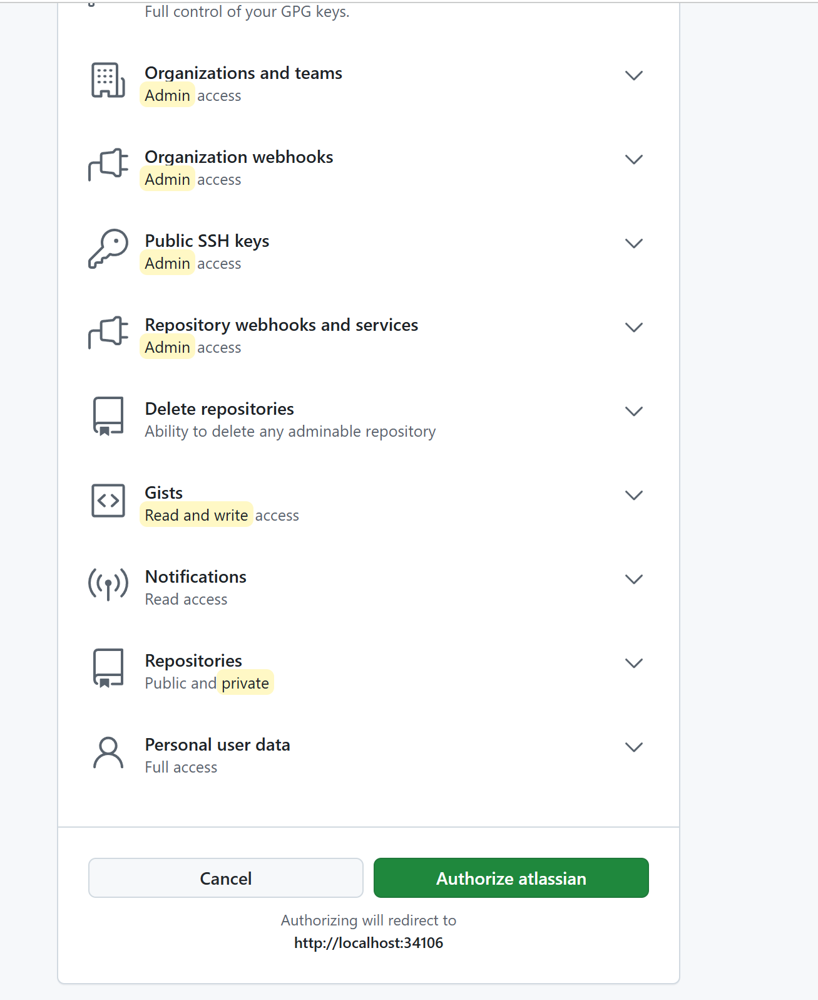 Full control of your GPG keys.
Organizations and teams
Admin access
Organization webhooks
Admin access
Public SSH keys
Admin access
Repository webhooks and services
Admin access
Delete repositories
Ability to delete any adminable repository
Gists
Read and write access
Notifications
Read access
Repositories
Public and private
Personal user data
Full access
Cancel
Authorize atlassian
Authorizing will redirect to
http://localhost:34106